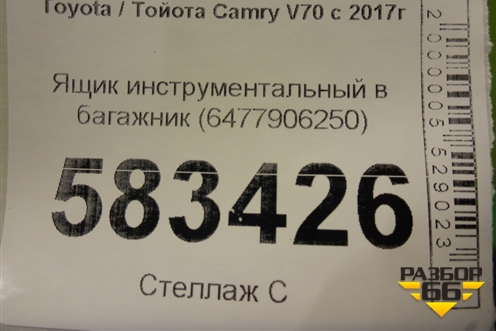 Toyota / Тойота Camry V70 с 2017г
Ящик инструментальный в
багажник (6477906250)
583426
Стеллаж С
2000005529023
РАЗБОР
66